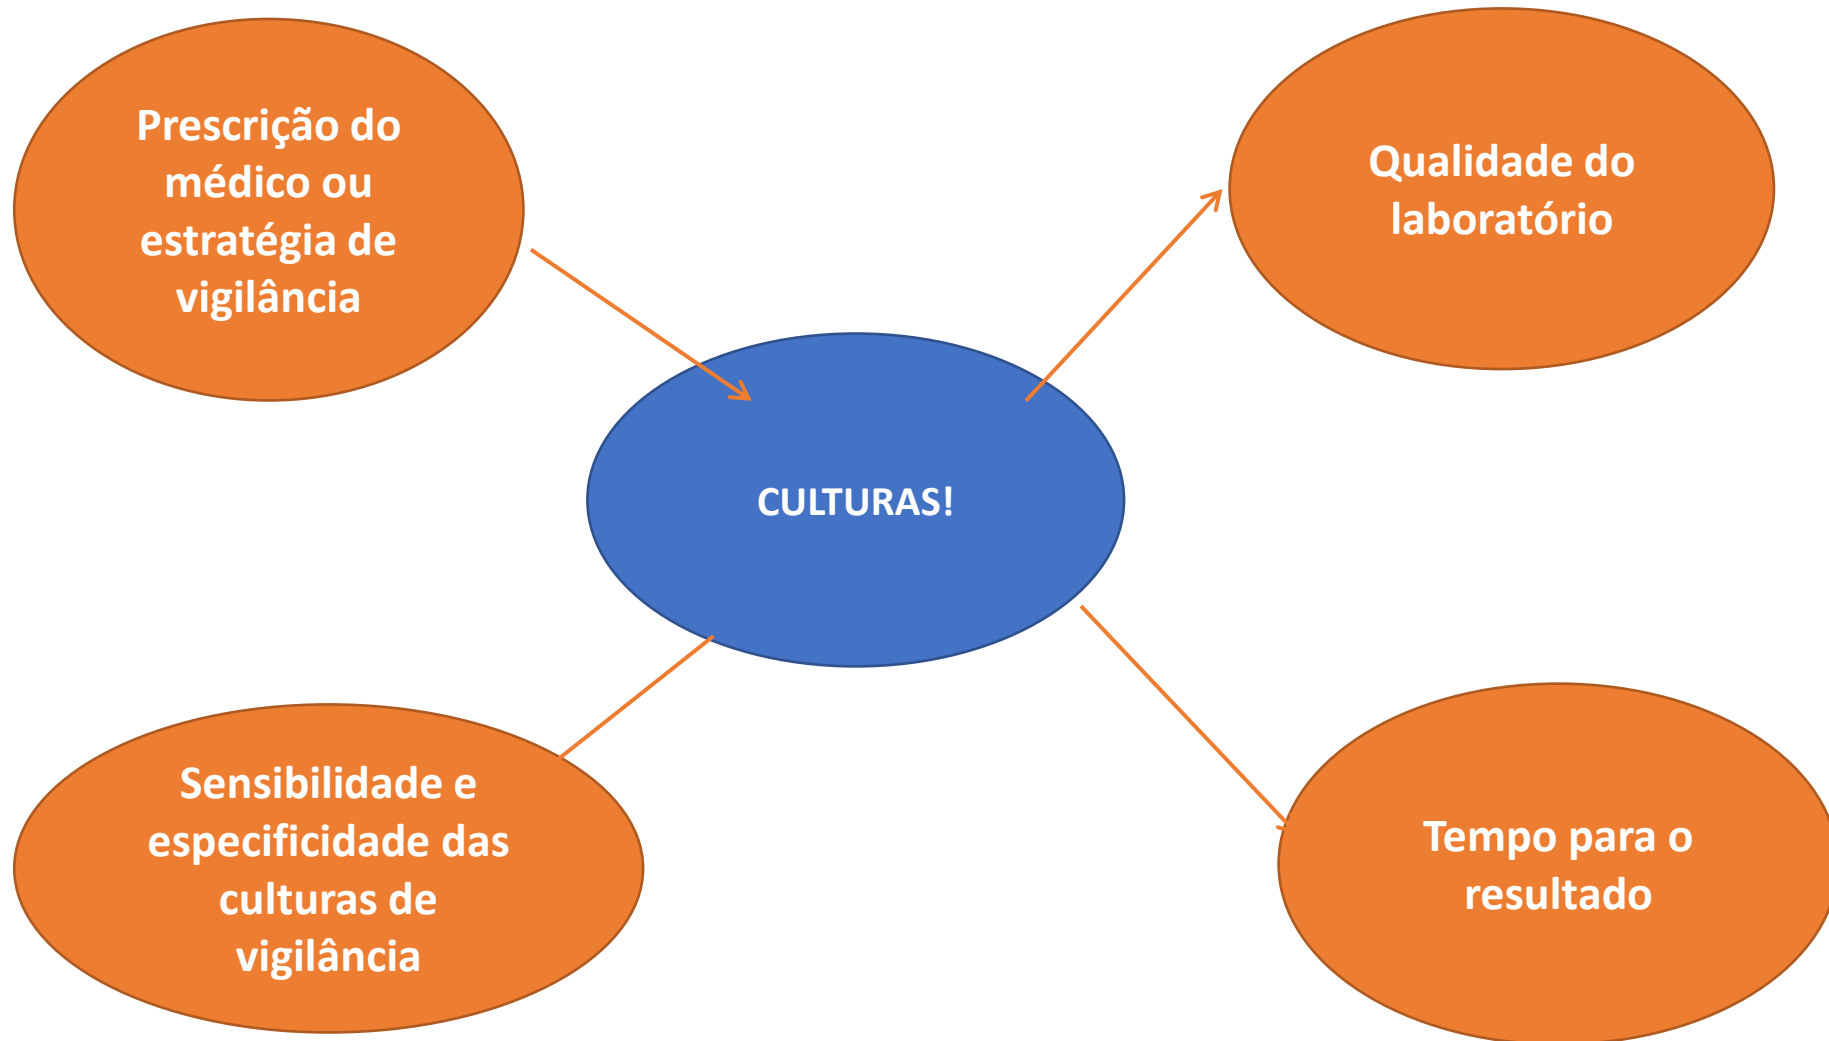 Prescrição do
médico ou
estratégia de
vigilância
Qualidade do
laboratório
CULTURAS!
Sensibilidade e
especificidade das
culturas de
vigilância
Tempo para o
resultado